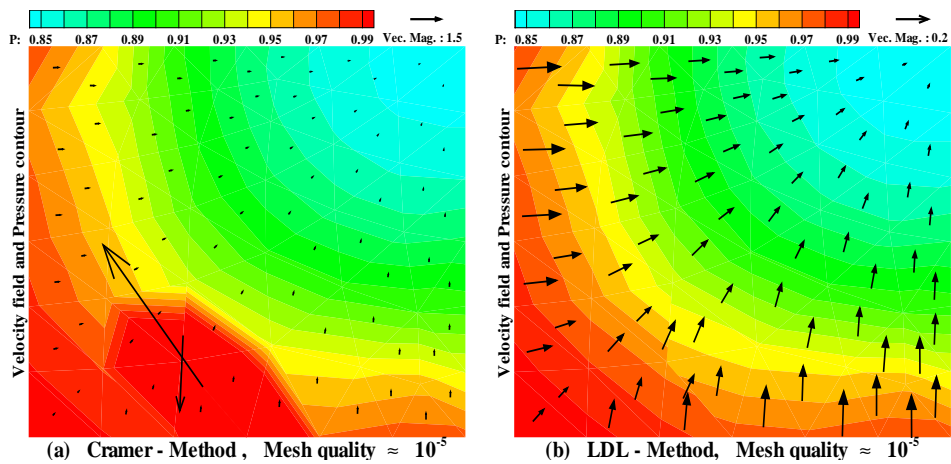 P: 0.85 0.87 0.89 0.91 0.93 0.95 0.97 0.99 Vec. Mag. : 1.5
Velocity field and Pressure contour
(a) Cramer - Method , Mesh quality ≈ 10-5
P: 0.85 0.87 0.89 0.91 0.93 0.95 0.97 0.99 Vec. Mag. : 0.2
Velocity field and Pressure contour
(b) LDL - Method, Mesh quality ≈ 10-5